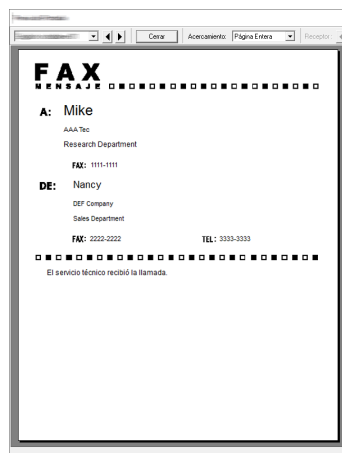 Cerrar Acercamiento: Página Entera Receptor:
FAX
MENSAJE
A: Mike
AAA Tec
Research Department
FAX: 1111-1111
DE: Nancy
DEF Company
Sales Department
FAX: 2222-2222 TEL: 3333-3333
El servicio técnico recibió la llamada.